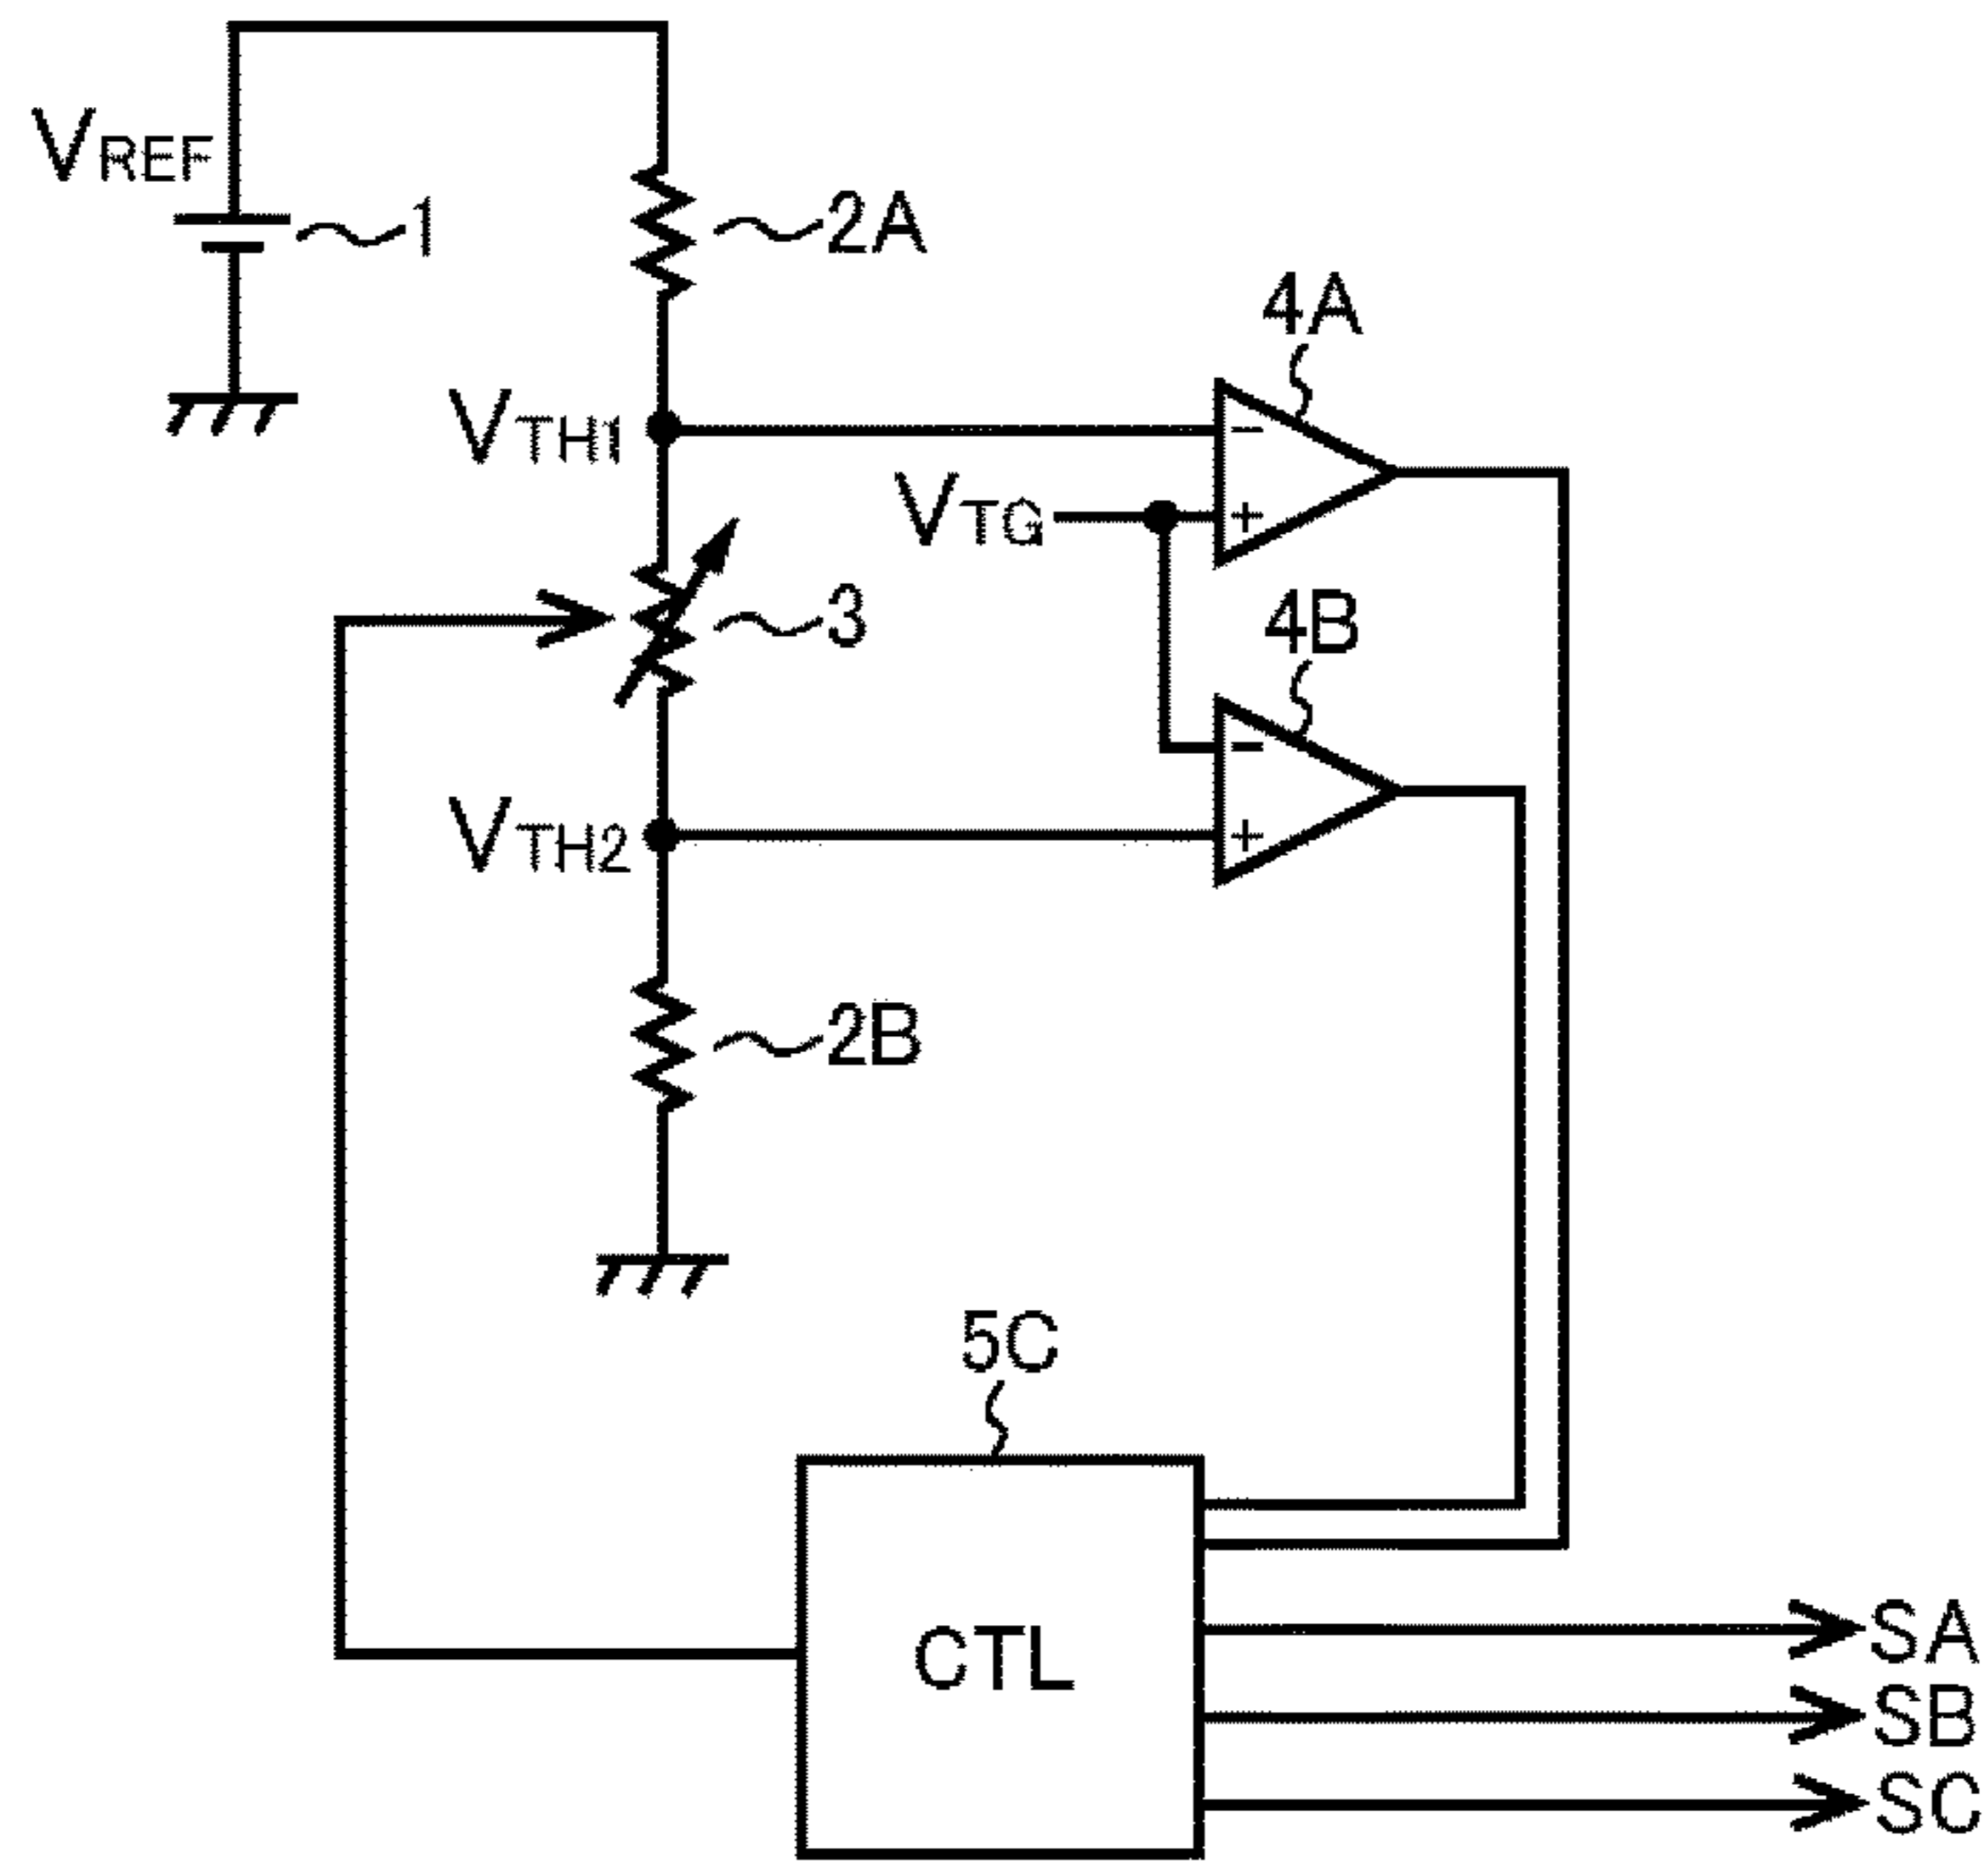 VREF
1
2A
4A
VTH1
VTG
−
+
3
4B
−
VTH2
+
2B
5C
CTL
SA
SB
SC